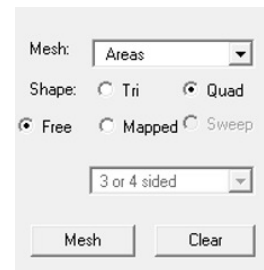 Mesh: Areas
Shape: Tri Quad
Free Mapped Sweep
3 or 4 sided
Mesh Clear